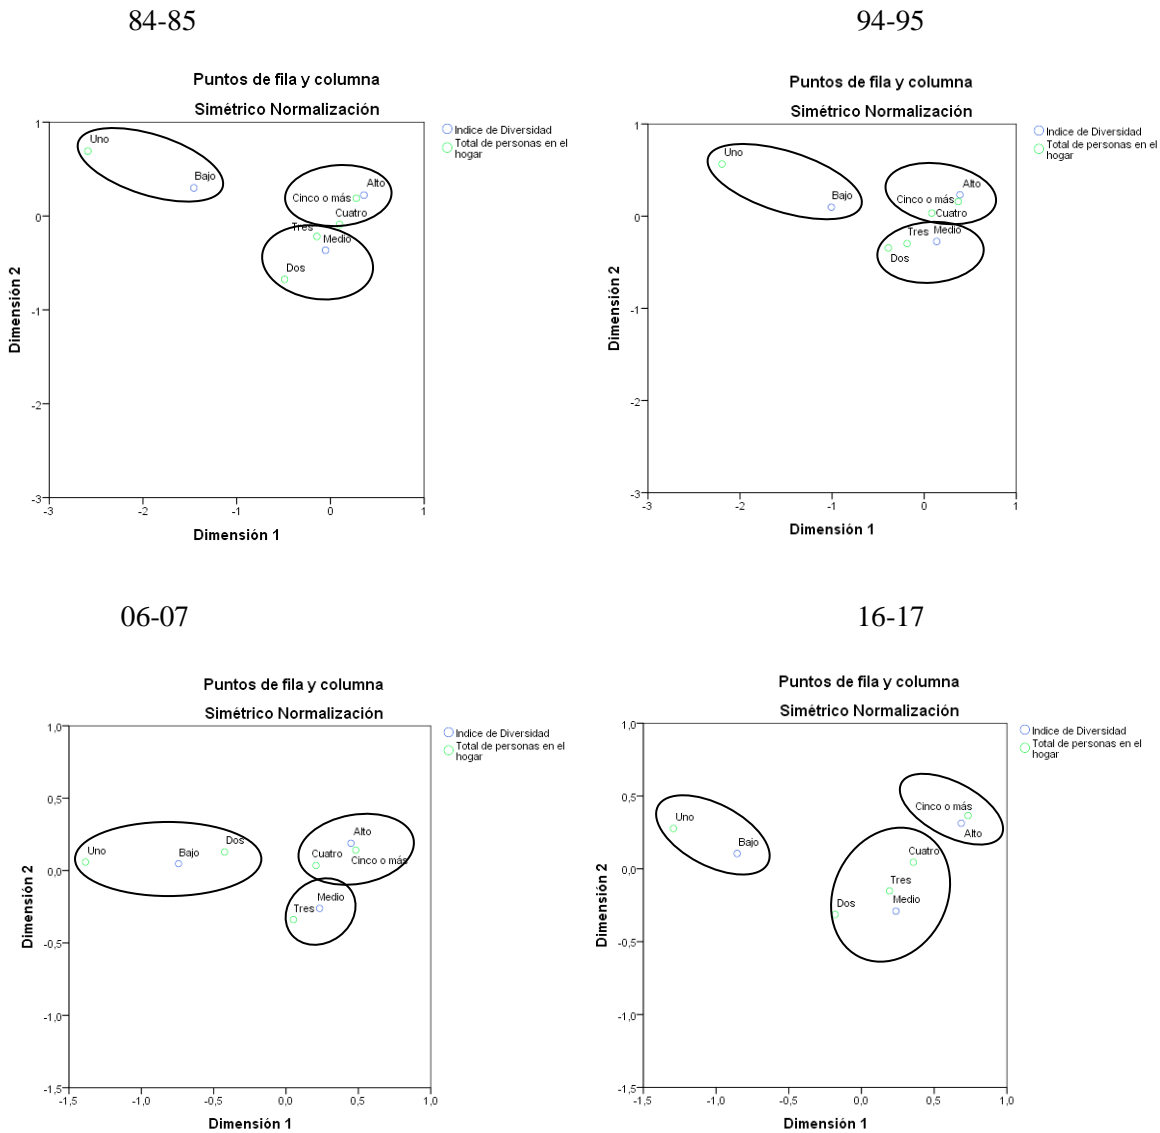 84-85
94-95
Puntos de fila y columna
Simétrico Normalización
Indice de Diversidad
Total de personas en el
hogar
Uno
Bajo
Alto
Cinco o más
Cuatro
Tres
Medio
Dos
1
0
-1
-2
-3
-3
-2
-1
0
1
Dimensión 2
Dimensión 1
Puntos de fila y columna
Simétrico Normalización
Indice de Diversidad
Total de personas en el
hogar
Uno
Bajo
Alto
Cinco o más
Cuatro
Tres
Medio
Dos
1
0
-1
-2
-3
-3
-2
-1
0
1
Dimensión 2
Dimensión 1
06-07
16-17
Puntos de fila y columna
Simétrico Normalización
Indice de Diversidad
Total de personas en el
hogar
Uno
Bajo
Dos
Alto
Cuatro
Cinco o más
Medio
Tres
1,0
0,5
0,0
-0,5
-1,0
-1,5
-1,5
-1,0
-0,5
0,0
0,5
1,0
Dimensión 2
Dimensión 1
Puntos de fila y columna
Simétrico Normalización
Indice de Diversidad
Total de personas en el
hogar
Uno
Bajo
Cinco o más
Alto
Cuatro
Tres
Medio
Dos
1,0
0,5
0,0
-0,5
-1,0
-1,5
-1,5
-1,0
-0,5
0,0
0,5
1,0
Dimensión 2
Dimensión 1